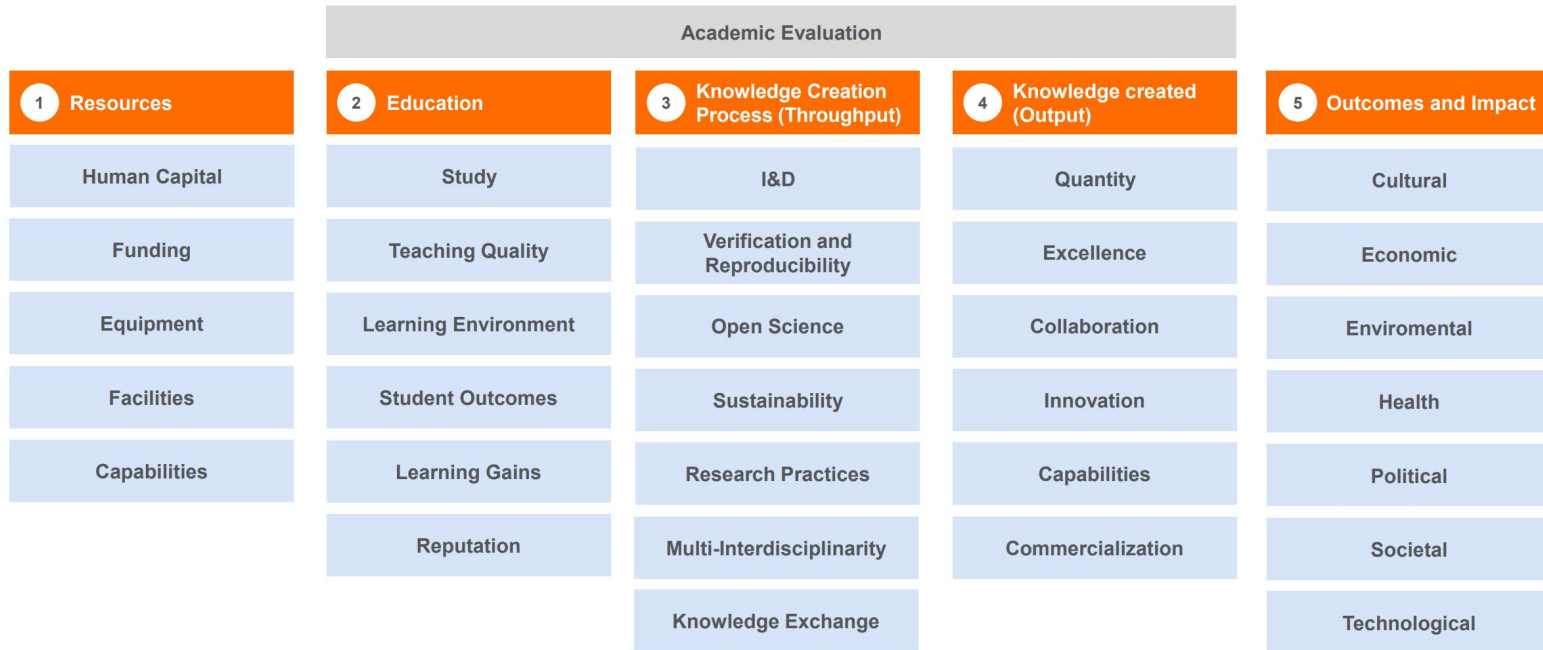 Academic Evaluation
1 Resources
Human Capital
Funding
Equipment
Facilities
Capabilities
2 Education
Study
Teaching Quality
Learning Environment
Student Outcomes
Learning Gains
Reputation
3 Knowledge Creation
Process (Throughput)
I&D
Verification and
Reproducibility
Open Science
Sustainability
Research Practices
Multi-Interdisciplinarity
Knowledge Exchange
4 Knowledge created
(Output)
Quantity
Excellence
Collaboration
Innovation
Capabilities
Commercialization
5 Outcomes and Impact
Cultural
Economic
Enviromental
Health
Political
Societal
Technological